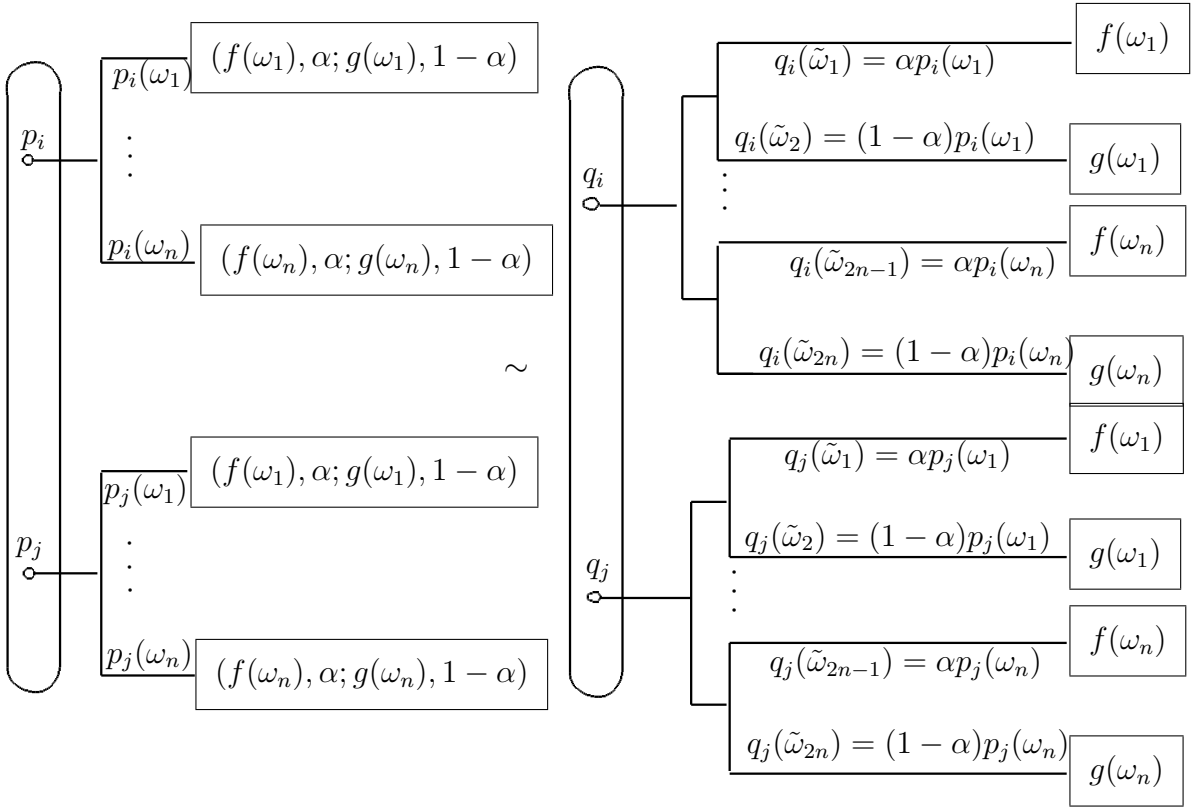 p_i
p_i(ω_1)
(f(ω_1), α; g(ω_1), 1 − α)
⋮
p_i(ω_n)
(f(ω_n), α; g(ω_n), 1 − α)
p_j
p_j(ω_1)
(f(ω_1), α; g(ω_1), 1 − α)
⋮
p_j(ω_n)
(f(ω_n), α; g(ω_n), 1 − α)
∼
q_i
q_i(ω̃_1) = αp_i(ω_1)
f(ω_1)
q_i(ω̃_2) = (1 − α)p_i(ω_1)
g(ω_1)
⋮
q_i(ω̃_{2n−1}) = αp_i(ω_n)
f(ω_n)
q_i(ω̃_{2n}) = (1 − α)p_i(ω_n)
g(ω_n)
q_j
q_j(ω̃_1) = αp_j(ω_1)
f(ω_1)
q_j(ω̃_2) = (1 − α)p_j(ω_1)
g(ω_1)
⋮
q_j(ω̃_{2n−1}) = αp_j(ω_n)
f(ω_n)
q_j(ω̃_{2n}) = (1 − α)p_j(ω_n)
g(ω_n)